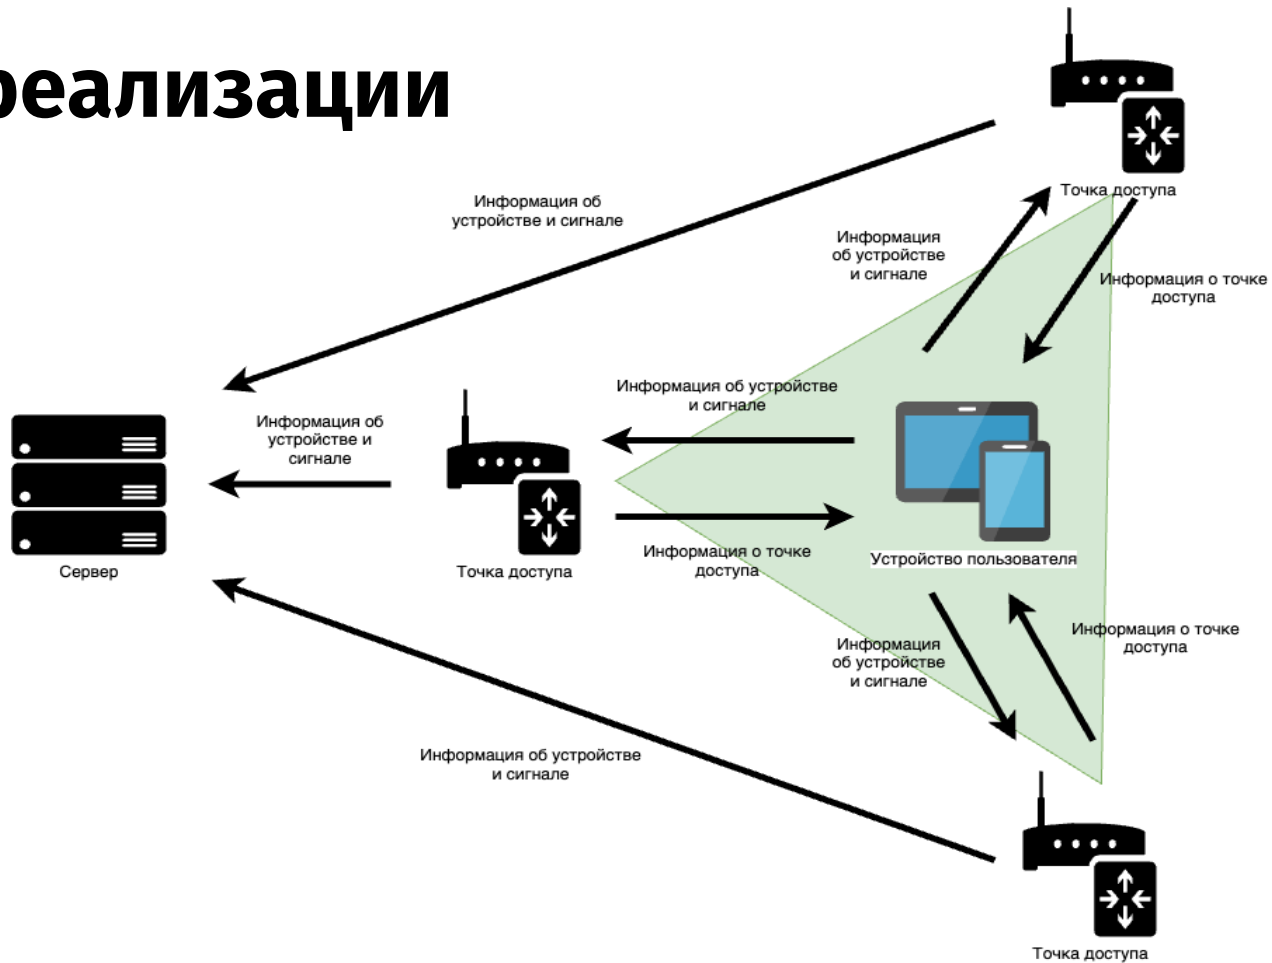 реализации
Точка доступа
Информация об
устройстве и сигнале
Информация
об устройстве
и сигнале
Информация о точке
доступа
Информация об устройстве
и сигнале
Информация об
устройстве и
сигнале
Сервер
Точка доступа
Информация о точке
доступа
Устройство пользователя
Информация
об устройстве
и сигнале
Информация о точке
доступа
Информация об устройстве
и сигнале
Точка доступа